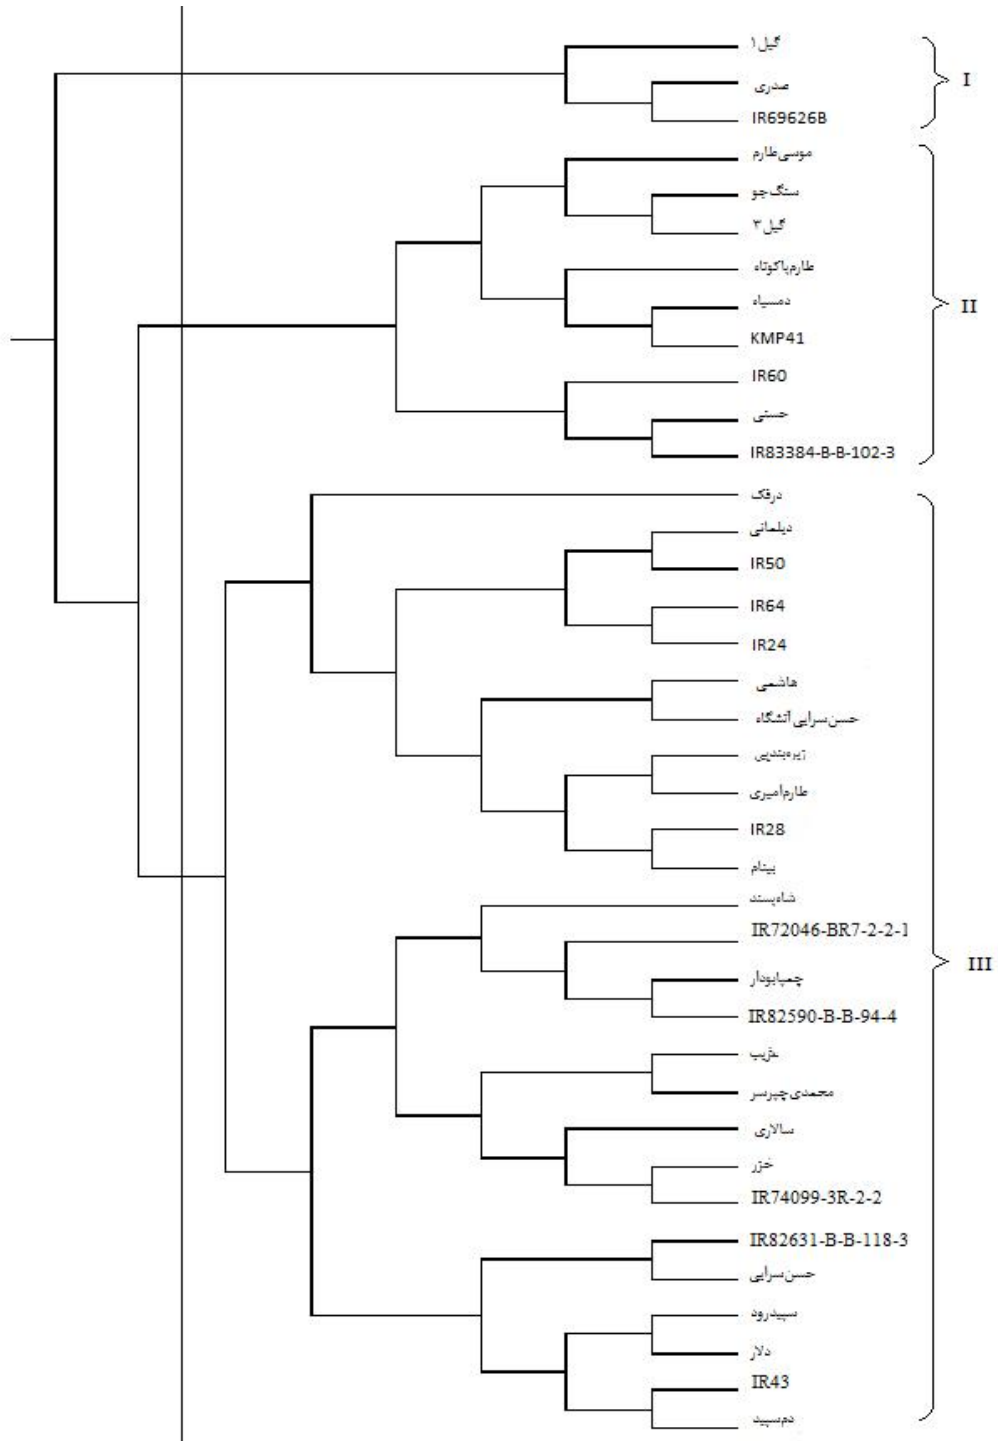 گیل۱
صدری
I
IR69626B
موسی‌طارم
سنگ‌جو
گیل۳
طارم‌پاکوتاه
دمسیاه
II
KMP41
IR60
حسنی
IR83384-B-B-102-3
درفک
دیلمانی
IR50
IR64
IR24
هاشمی
حسن‌سرایی‌آتشگاه
زیره‌بندپی
طارم‌امیری
IR28
بینام
شاه‌پسند
IR72046-BR7-2-2-1
III
چمپابودار
IR82590-B-B-94-4
غریب
محمدی‌چپرسر
سالاری
خزر
IR74099-3R-2-2
IR82631-B-B-118-3
حسن‌سرایی
سپیدرود
دلار
IR43
دم‌سپید